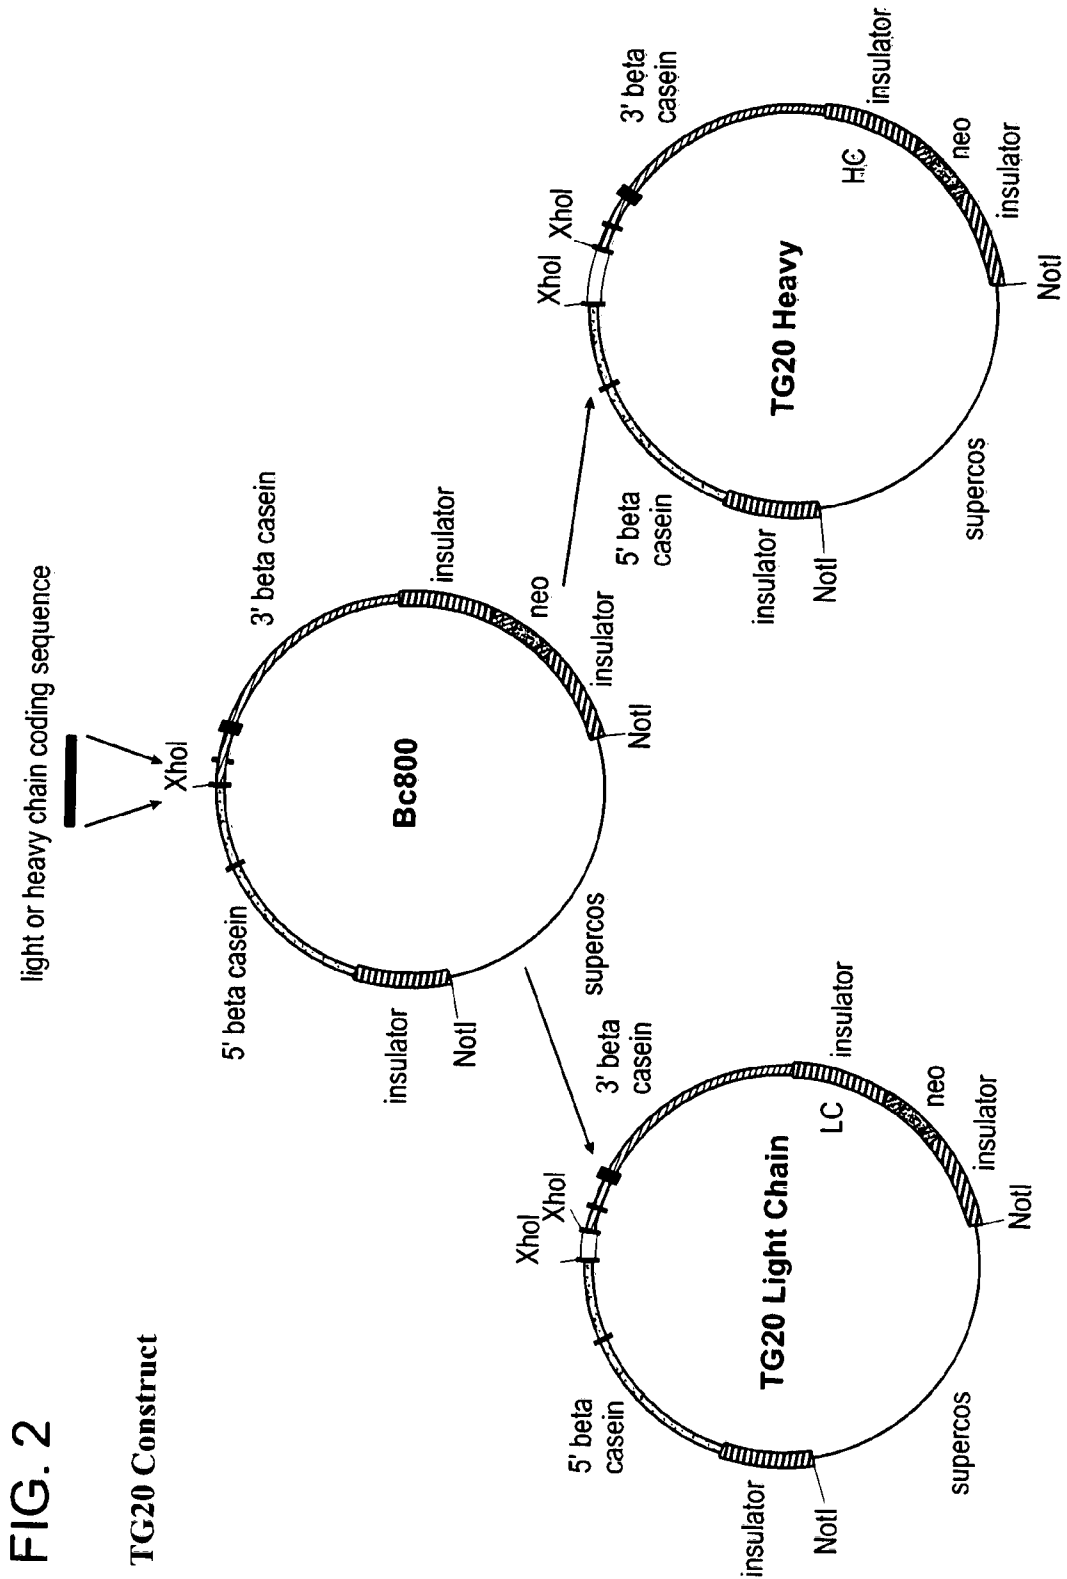 FIG. 2
TG20 Construct
light or heavy chain coding sequence
XhoI
5' beta casein
3' beta casein
insulator
insulator
neo
insulator
NotI
NotI
supercos
Bc800
XhoI
XhoI
5' beta
casein
3' beta
casein
insulator
LC
insulator
neo
insulator
NotI
NotI
supercos
TG20 Light Chain
XhoI
XhoI
5' beta
casein
3' beta
casein
insulator
HC
insulator
neo
insulator
NotI
NotI
supercos
TG20 Heavy